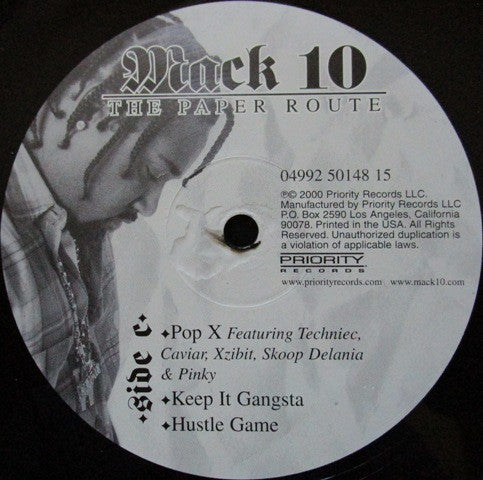 Mack 10
THE PAPER ROUTE
04992 50148 15
℗© 2000 Priority Records LLC.
Manufactured by Priority Records LLC
P.O. Box 2590 Los Angeles, California
90078. Printed in the USA. All Rights
Reserved. Unauthorized duplication is
a violation of applicable laws.
PRIORITY
RECORDS
www.priorityrecords.com www.mack10.com
side c
Pop X Featuring Techniec,
Caviar, Xzibit, Skoop Delania
& Pinky
Keep It Gangsta
Hustle Game